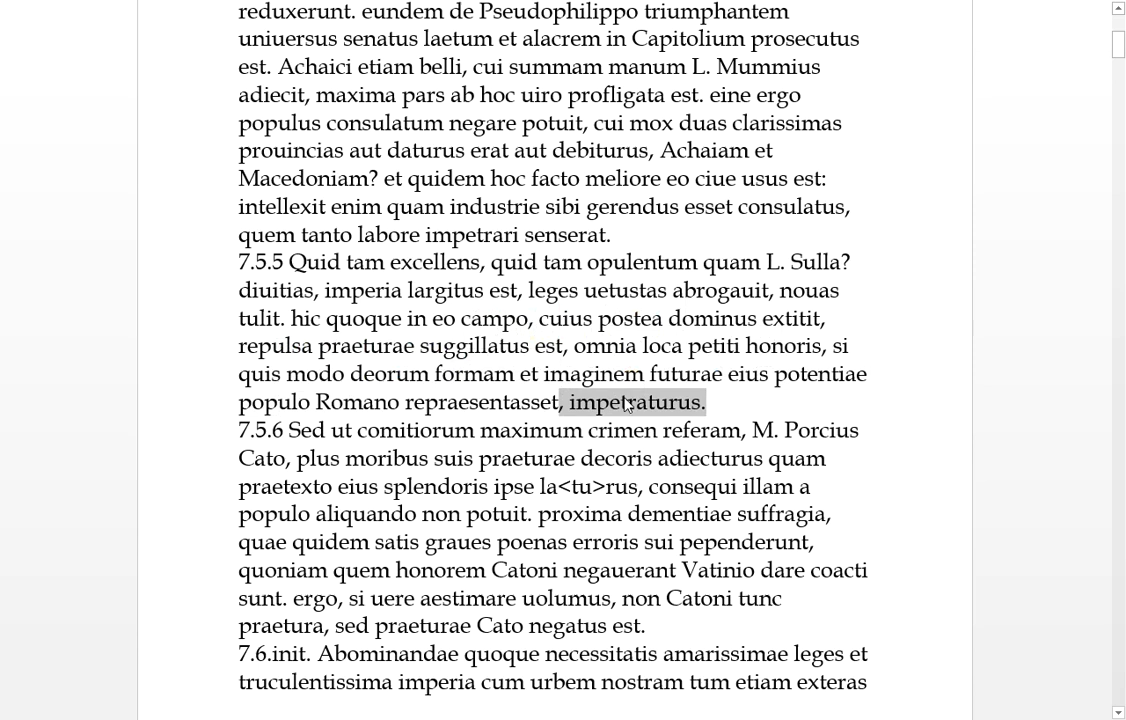 reduxerunt. eundem de Pseudophilippo triumphantem
uniuersus senatus laetum et alacrem in Capitolium prosecutus
est. Achaici etiam belli, cui summam manum L. Mummius
adiecit, maxima pars ab hoc uiro profligata est. eine ergo
populus consulatum negare potuit, cui mox duas clarissimas
prouincias aut daturus erat aut debiturus, Achaiam et
Macedoniam? et quidem hoc facto meliore eo ciue usus est:
intellexit enim quam industrie sibi gerendus esset consulatus,
quem tanto labore impetrari senserat.
7.5.5 Quid tam excellens, quid tam opulentum quam L. Sulla?
diuitias, imperia largitus est, leges uetustas abrogauit, nouas
tulit. hic quoque in eo campo, cuius postea dominus extitit,
repulsa praeturae suggillatus est, omnia loca petiti honoris, si
quis modo deorum formam et imaginem futurae eius potentiae
populo Romano repraesentasset, impetraturus.
7.5.6 Sed ut comitiorum maximum crimen referam, M. Porcius
Cato, plus moribus suis praeturae decoris adiecturus quam
praetexto eius splendoris ipse la<tu>rus, consequi illam a
populo aliquando non potuit. proxima dementiae suffragia,
quae quidem satis graues poenas erroris sui pependerunt,
quoniam quem honorem Catoni negauerant Vatinio dare coacti
sunt. ergo, si uere aestimare uolumus, non Catoni tunc
praetura, sed praeturae Cato negatus est.
7.6.init. Abominandae quoque necessitatis amarissimae leges et
truculentissima imperia cum urbem nostram tum etiam exteras